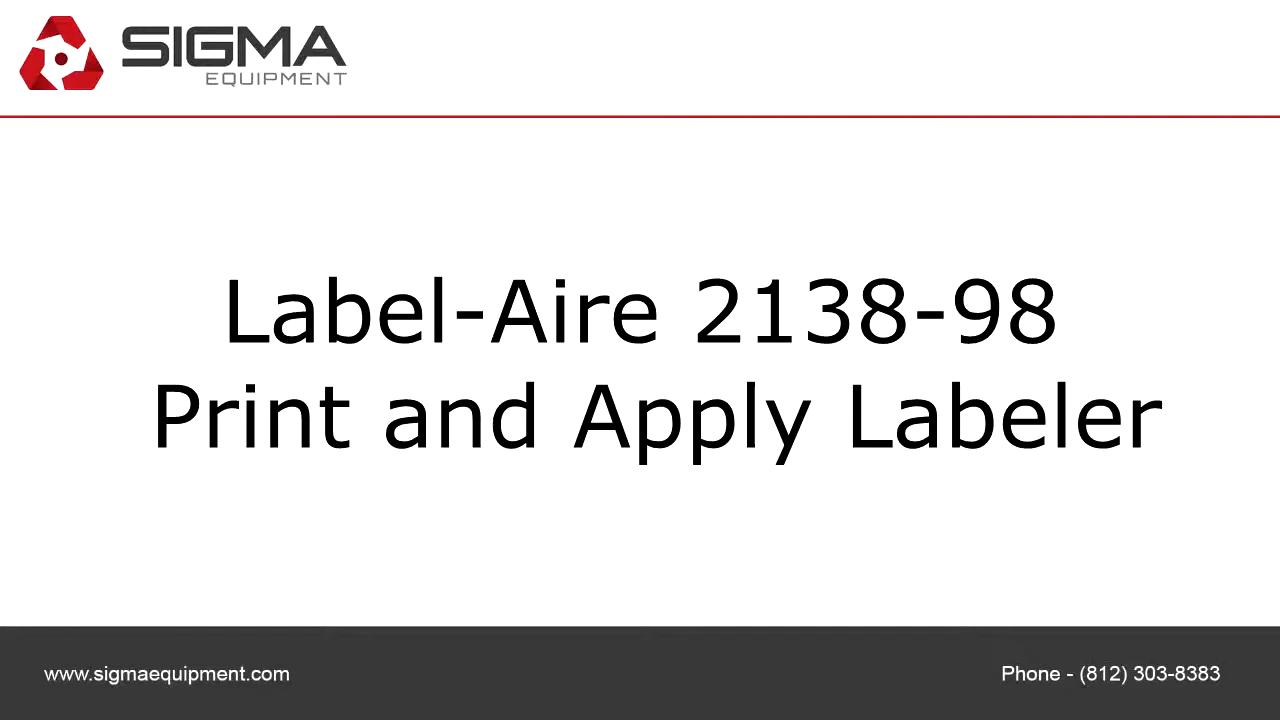 SIGMA
EQUIPMENT
Label-Aire 2138-98
Print and Apply Labeler
www.sigmaequipment.com
Phone - (812) 303-8383